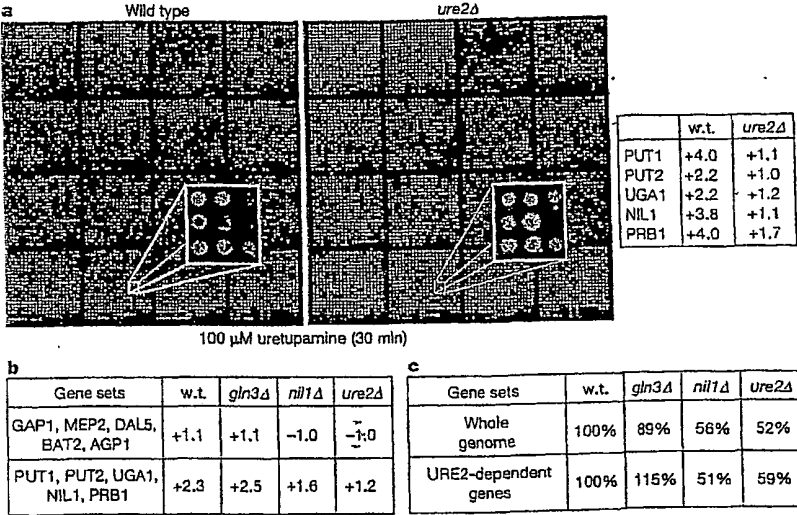 a
Wild type
ure2Δ
w.t. ure2Δ
PUT1 +4.0 +1.1
PUT2 +2.2 +1.0
UGA1 +2.2 +1.2
NIL1 +3.8 +1.1
PRB1 +4.0 +1.7
100 µM uretupamine (30 min)
b
Gene sets w.t. gln3Δ nil1Δ ure2Δ
GAP1, MEP2, DAL5,
BAT2, AGP1
+1.1 +1.1 −1.0 −1.0
PUT1, PUT2, UGA1,
NIL1, PRB1
+2.3 +2.5 +1.6 +1.2
c
Gene sets w.t. gln3Δ nil1Δ ure2Δ
Whole
genome
100% 89% 56% 52%
URE2-dependent
genes
100% 115% 51% 59%